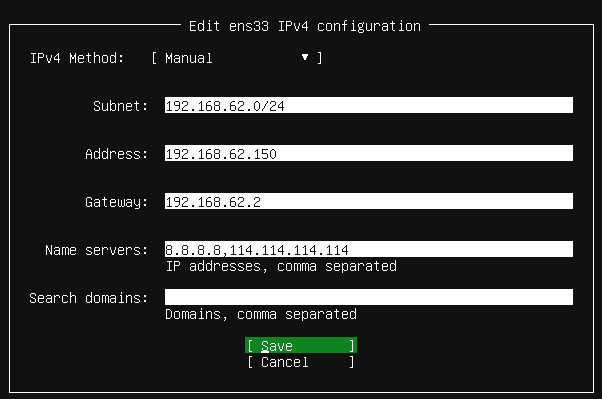 Edit ens33 IPv4 configuration
IPv4 Method: [ Manual ▼ ]
Subnet: 192.168.62.0/24
Address: 192.168.62.150
Gateway: 192.168.62.2
Name servers: 8.8.8.8,114.114.114.114
IP addresses, comma separated
Search domains:
Domains, comma separated
[ Save ]
[ Cancel ]